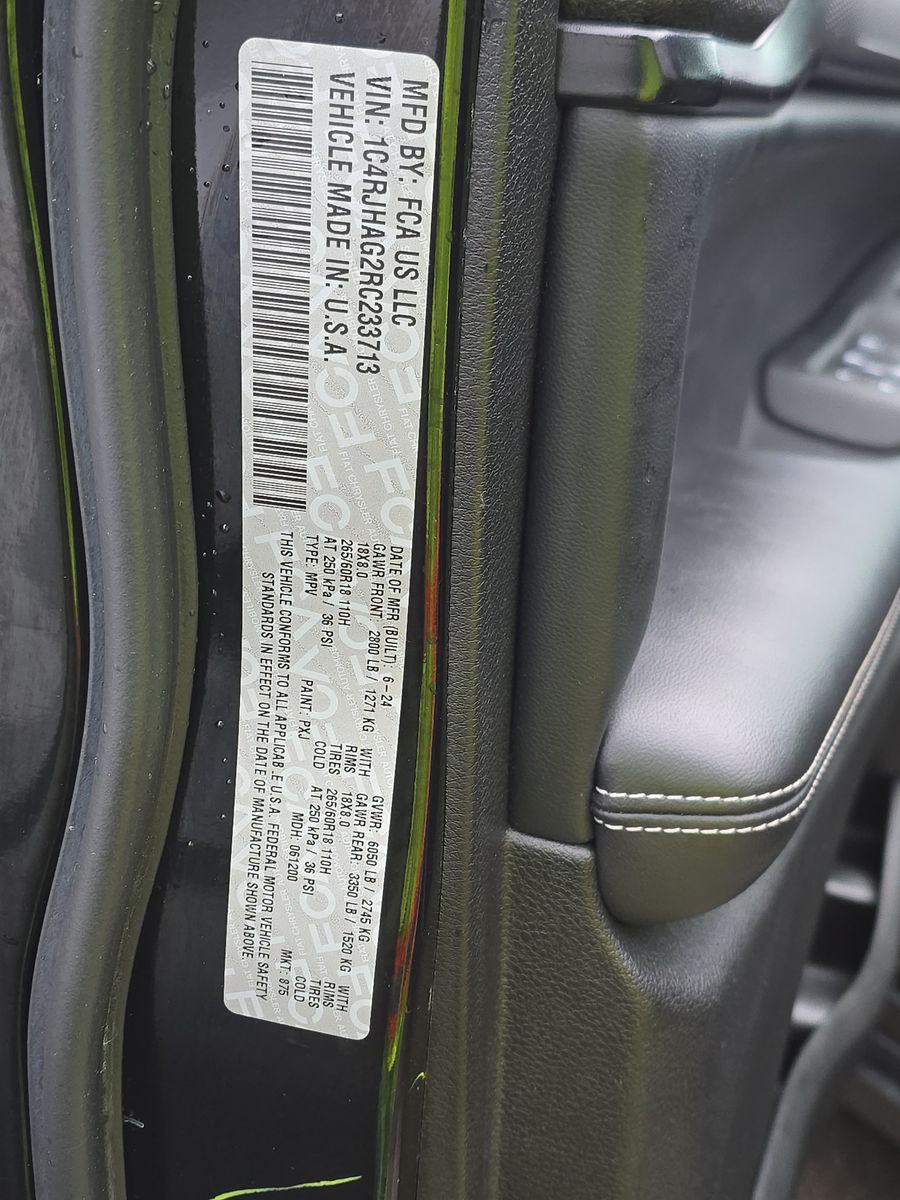 MFD BY: FCA US LLC
VIN: 1C4RJHAG2RC233713
VEHICLE MADE IN: U.S.A.
DATE OF MFR (BUILT): 6-24 GVWR: 6050 LB / 2745 KG
GAWR FRONT: 2800 LB / 1271 KG WITH GAWR REAR: 3350 LB / 1520 KG WITH
18X8.0 RIMS 18X8.0 RIMS
265/60R18 110H TIRES 265/60R18 110H TIRES
AT 250 kPa / 36 PSI COLD AT 250 kPa / 36 PSI COLD
TYPE: MPV PAINT: PXJ MDH: 061200 MKT: 875
THIS VEHICLE CONFORMS TO ALL APPLICAB.E U.S.A. FEDERAL MOTOR VEHICLE SAFETY
STANDARDS IN EFFECT ON THE DATE OF MANUFACTURE SHOWN ABOVE.